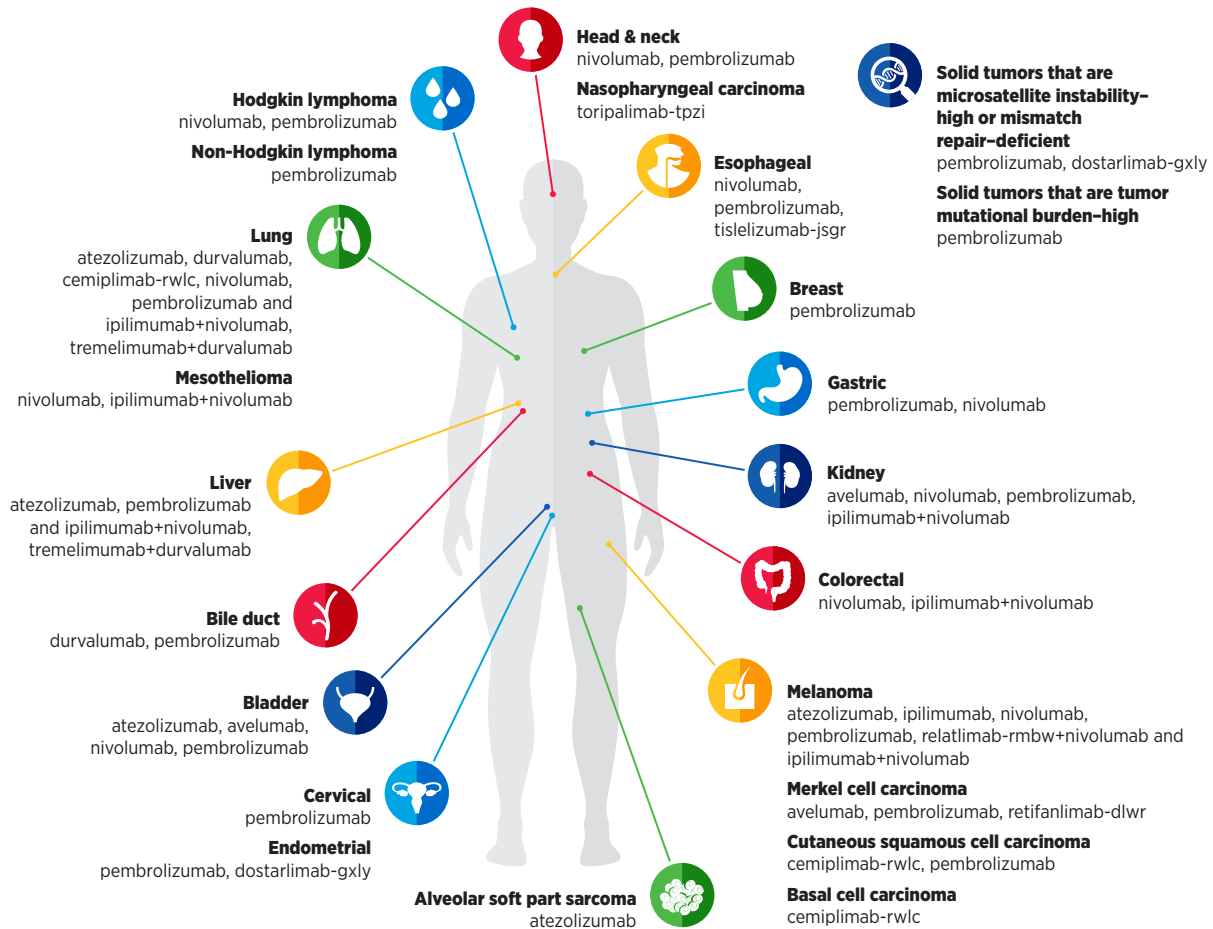 Head & neck
nivolumab, pembrolizumab
Nasopharyngeal carcinoma
toripalimab-tpzi
Solid tumors that are
microsatellite instability–
high or mismatch
repair–deficient
pembrolizumab, dostarlimab-gxly
Solid tumors that are tumor
mutational burden–high
pembrolizumab
Hodgkin lymphoma
nivolumab, pembrolizumab
Non-Hodgkin lymphoma
pembrolizumab
Esophageal
nivolumab,
pembrolizumab,
tislelizumab-jsgr
Lung
atezolizumab, durvalumab,
cemiplimab-rwlc, nivolumab,
pembrolizumab and
ipilimumab+nivolumab,
tremelimumab+durvalumab
Mesothelioma
nivolumab, ipilimumab+nivolumab
Breast
pembrolizumab
Gastric
pembrolizumab, nivolumab
Liver
atezolizumab, pembrolizumab
and ipilimumab+nivolumab,
tremelimumab+durvalumab
Kidney
avelumab, nivolumab, pembrolizumab,
ipilimumab+nivolumab
Colorectal
nivolumab, ipilimumab+nivolumab
Bile duct
durvalumab, pembrolizumab
Bladder
atezolizumab, avelumab,
nivolumab, pembrolizumab
Melanoma
atezolizumab, ipilimumab, nivolumab,
pembrolizumab, relatlimab-rmbw+nivolumab and
ipilimumab+nivolumab
Merkel cell carcinoma
avelumab, pembrolizumab, retifanlimab-dlwr
Cutaneous squamous cell carcinoma
cemiplimab-rwlc, pembrolizumab
Basal cell carcinoma
cemiplimab-rwlc
Cervical
pembrolizumab
Endometrial
pembrolizumab, dostarlimab-gxly
Alveolar soft part sarcoma
atezolizumab